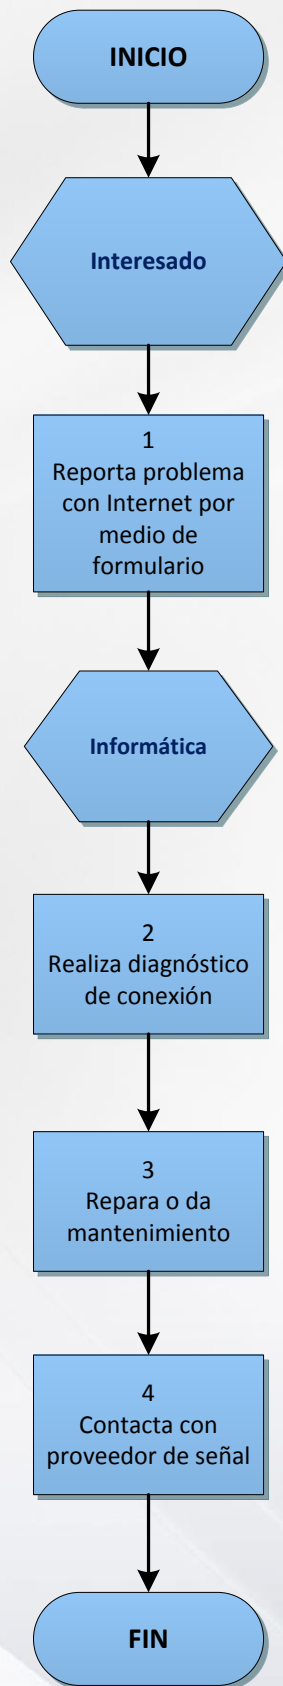 INICIO
Interesado
1
Reporta problema
con Internet por
medio de
formulario
Informática
2
Realiza diagnóstico
de conexión
3
Repara o da
mantenimiento
4
Contacta con
proveedor de señal
FIN